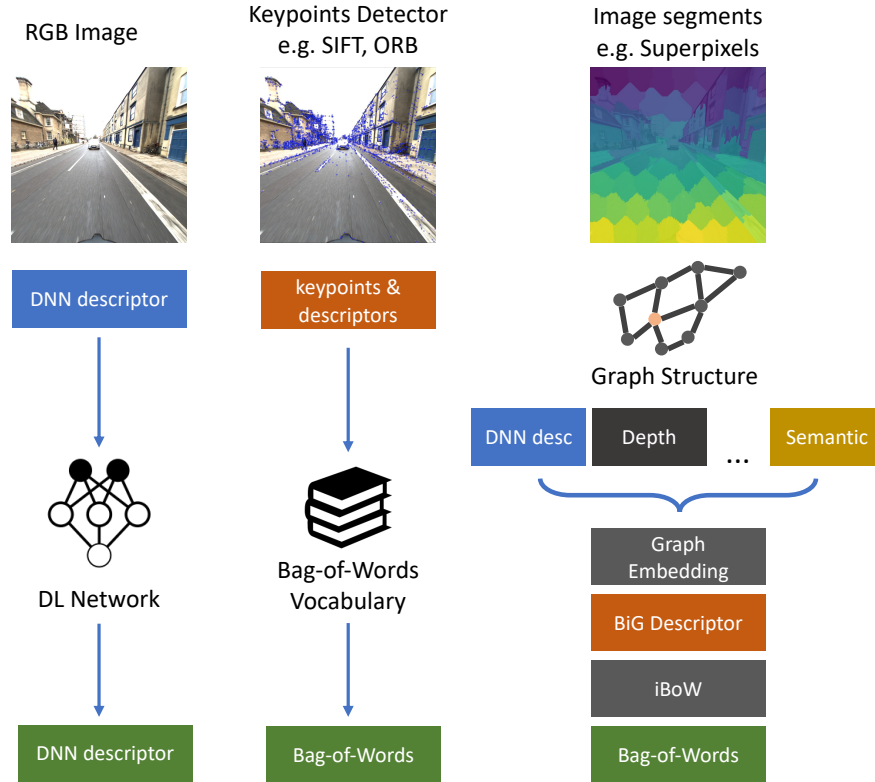 RGB Image
DNN descriptor
DL Network
DNN descriptor
Keypoints Detector
e.g. SIFT, ORB
keypoints &
descriptors
Bag-of-Words
Vocabulary
Bag-of-Words
Image segments
e.g. Superpixels
Graph Structure
DNN desc
Depth
...
Semantic
Graph
Embedding
BiG Descriptor
iBoW
Bag-of-Words